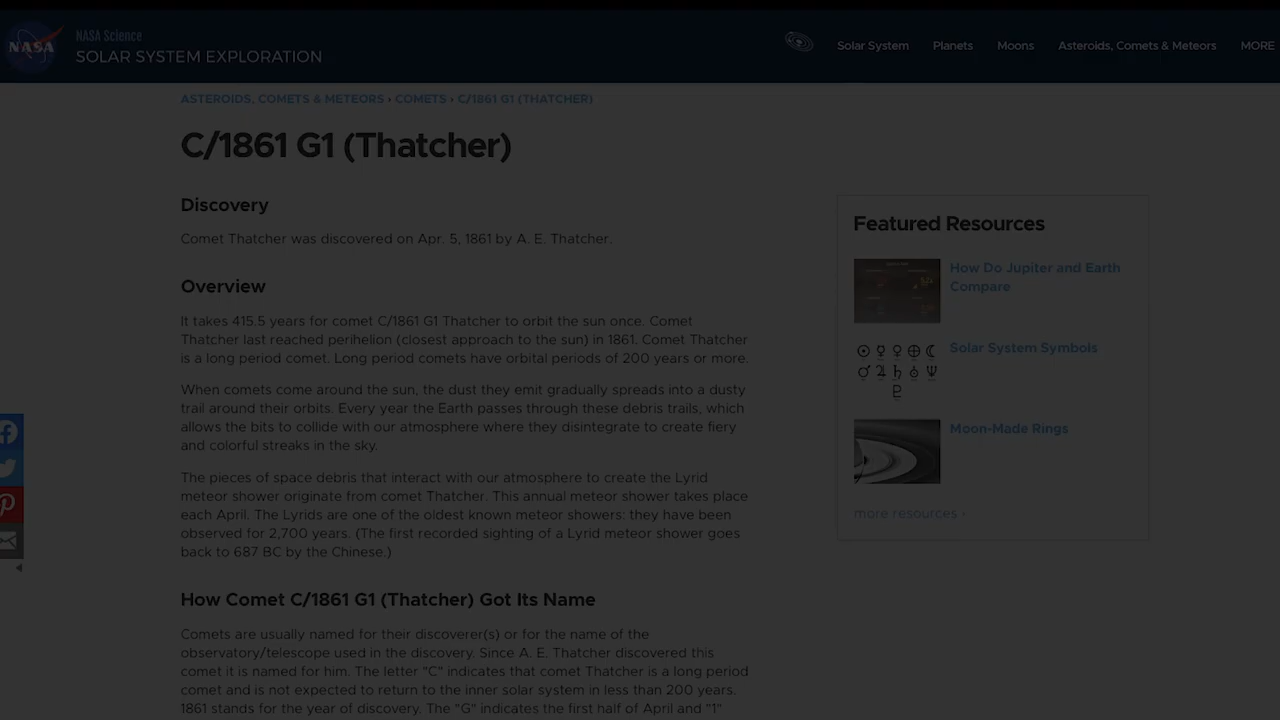 NASA
NASA Science
SOLAR SYSTEM EXPLORATION
Solar System
Planets
Moons
Asteroids, Comets & Meteors
MORE
ASTEROIDS, COMETS & METEORS › COMETS › C/1861 G1 (THATCHER)
C/1861 G1 (Thatcher)
Discovery
Comet Thatcher was discovered on Apr. 5, 1861 by A. E. Thatcher.
Overview
It takes 415.5 years for comet C/1861 G1 Thatcher to orbit the sun once. Comet
Thatcher last reached perihelion (closest approach to the sun) in 1861. Comet Thatcher
is a long period comet. Long period comets have orbital periods of 200 years or more.
When comets come around the sun, the dust they emit gradually spreads into a dusty
trail around their orbits. Every year the Earth passes through these debris trails, which
allows the bits to collide with our atmosphere where they disintegrate to create fiery
and colorful streaks in the sky.
The pieces of space debris that interact with our atmosphere to create the Lyrid
meteor shower originate from comet Thatcher. This annual meteor shower takes place
each April. The Lyrids are one of the oldest known meteor showers: they have been
observed for 2,700 years. (The first recorded sighting of a Lyrid meteor shower goes
back to 687 BC by the Chinese.)
How Comet C/1861 G1 (Thatcher) Got Its Name
Comets are usually named for their discoverer(s) or for the name of the
observatory/telescope used in the discovery. Since A. E. Thatcher discovered this
comet it is named for him. The letter "C" indicates that comet Thatcher is a long period
comet and is not expected to return to the inner solar system in less than 200 years.
1861 stands for the year of discovery. The "G" indicates the first half of April and "1"
Featured Resources
How Do Jupiter and Earth
Compare
Solar System Symbols
Moon-Made Rings
more resources ›